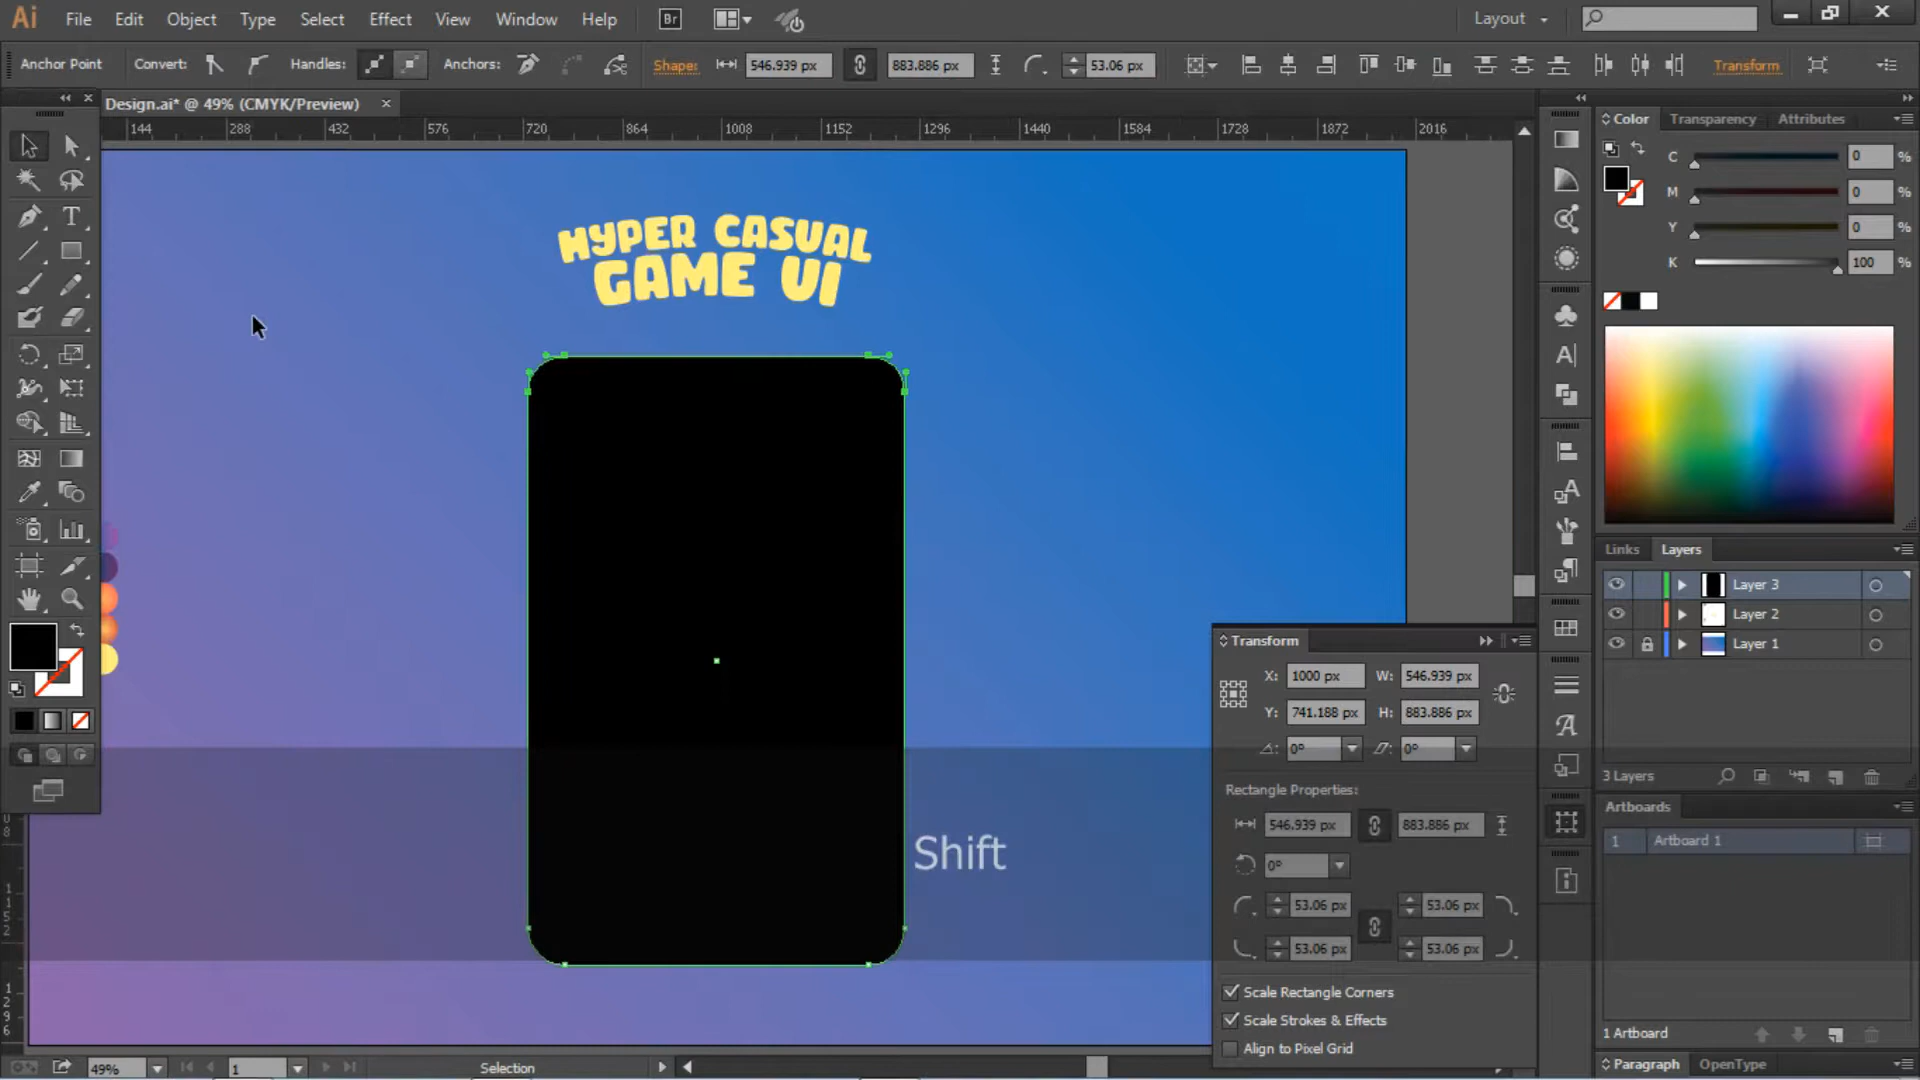 Ai File Edit Object Type Select Effect View Window Help Br Layout
Anchor Point Convert: Handles: Anchors: Shape: 546.939 px 883.886 px 53.06 px Transform
Design.ai* @ 49% (CMYK/Preview)
144 288 432 576 720 864 1008 1152 1296 1440 1584 1728 1872 2016
HYPER CASUAL
GAME UI
Shift
Color Transparency Attributes
C 0 %
M 0 %
Y 0 %
K 100 %
Links Layers
Layer 3
Layer 2
Layer 1
3 Layers
Artboards
1 Artboard 1
1 Artboard
Paragraph OpenType
Transform
X: 1000 px W: 546.939 px
Y: 741.188 px H: 883.886 px
0° 0°
Rectangle Properties:
546.939 px 883.886 px
0°
53.06 px 53.06 px
53.06 px 53.06 px
Scale Rectangle Corners
Scale Strokes & Effects
Align to Pixel Grid
49% 1 Selection